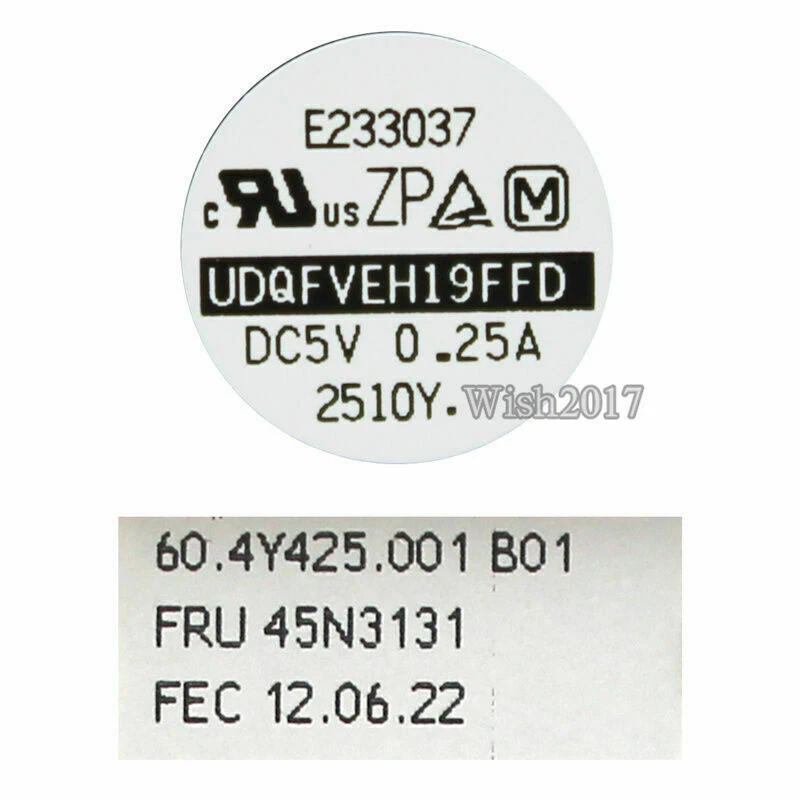 E233037
c RU us ZP M
UDQFVEH19FFD
DC5V 0.25A
2510Y.
Wish2017
60.4Y425.001 B01
FRU 45N3131
FEC 12.06.22